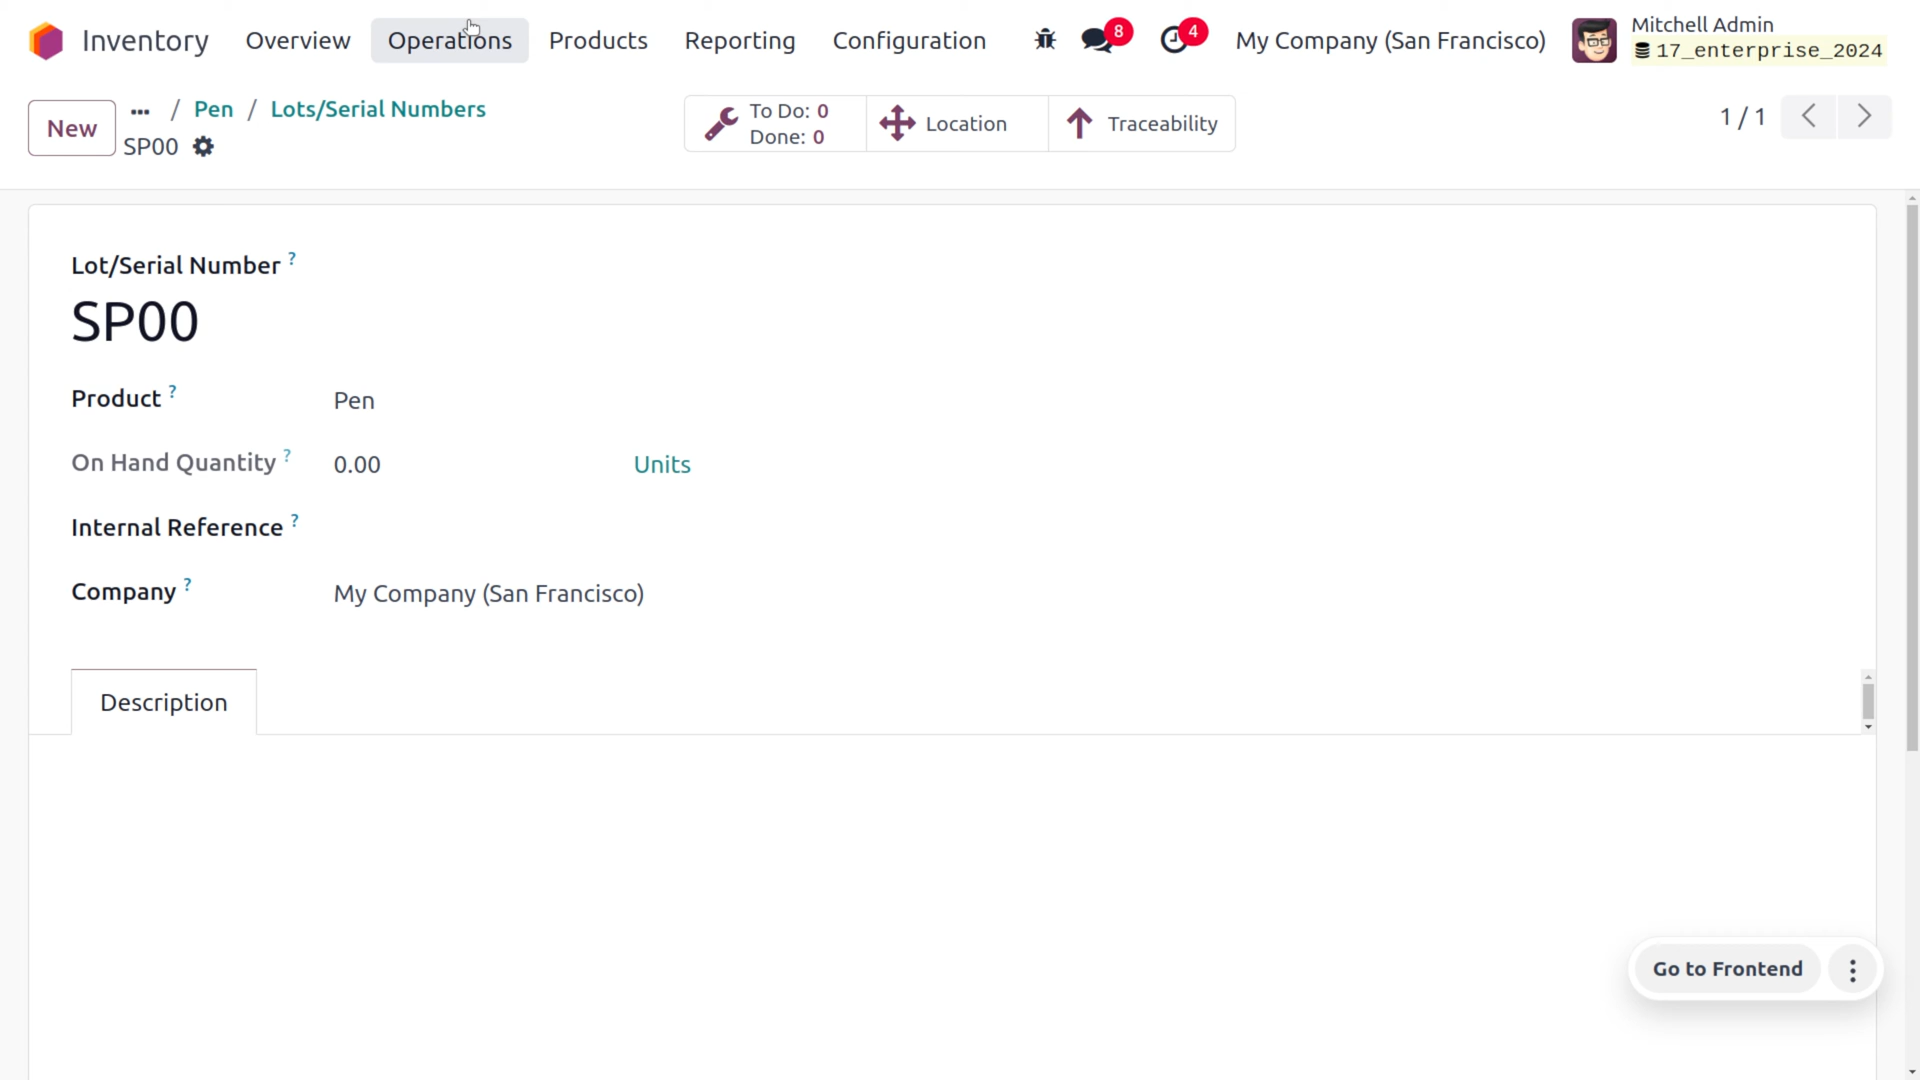 Inventory Overview Operations Products Reporting Configuration 8 4 My Company (San Francisco) Mitchell Admin
17_enterprise_2024
New ... / Pen / Lots/Serial Numbers
SP00
To Do: 0
Done: 0
Location
Traceability
1 / 1
Lot/Serial Number ?
SP00
Product ? Pen
On Hand Quantity ? 0.00 Units
Internal Reference ?
Company ? My Company (San Francisco)
Description
Go to Frontend